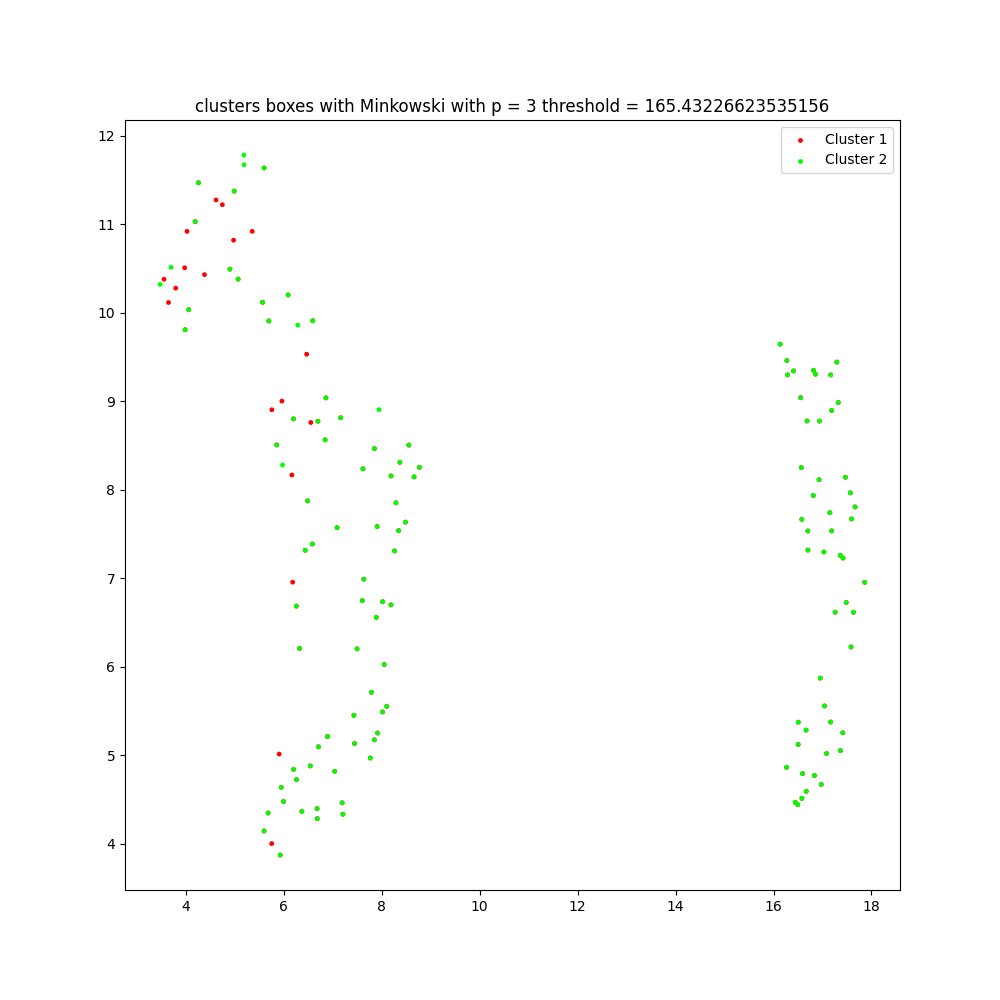 clusters boxes with Minkowski with p = 3 threshold = 165.43226623535156
Cluster 1
Cluster 2
12
11
10
9
8
7
6
5
4
4 6 8 10 12 14 16 18